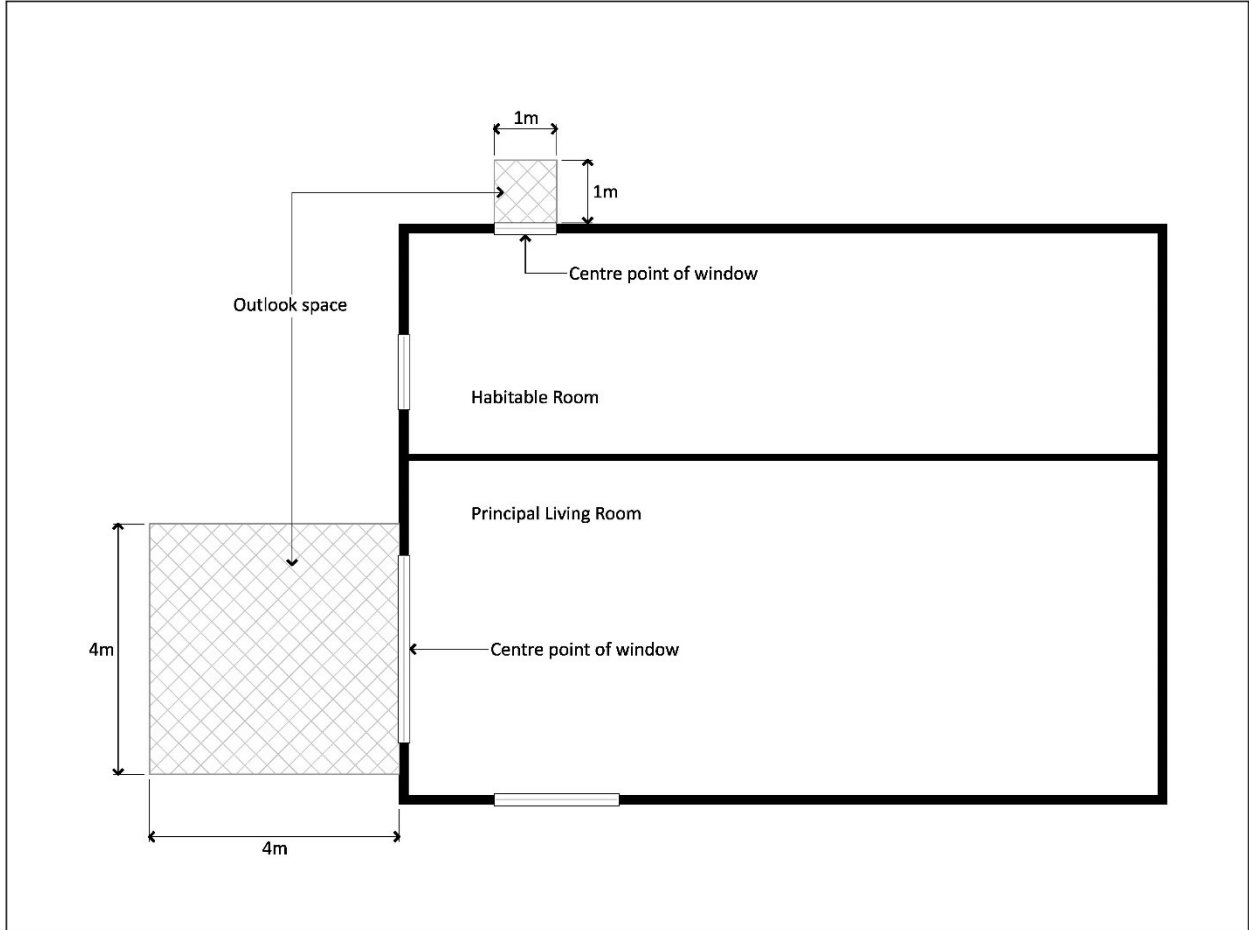 1m
1m
Centre point of window
Outlook space
Habitable Room
Principal Living Room
4m
Centre point of window
4m